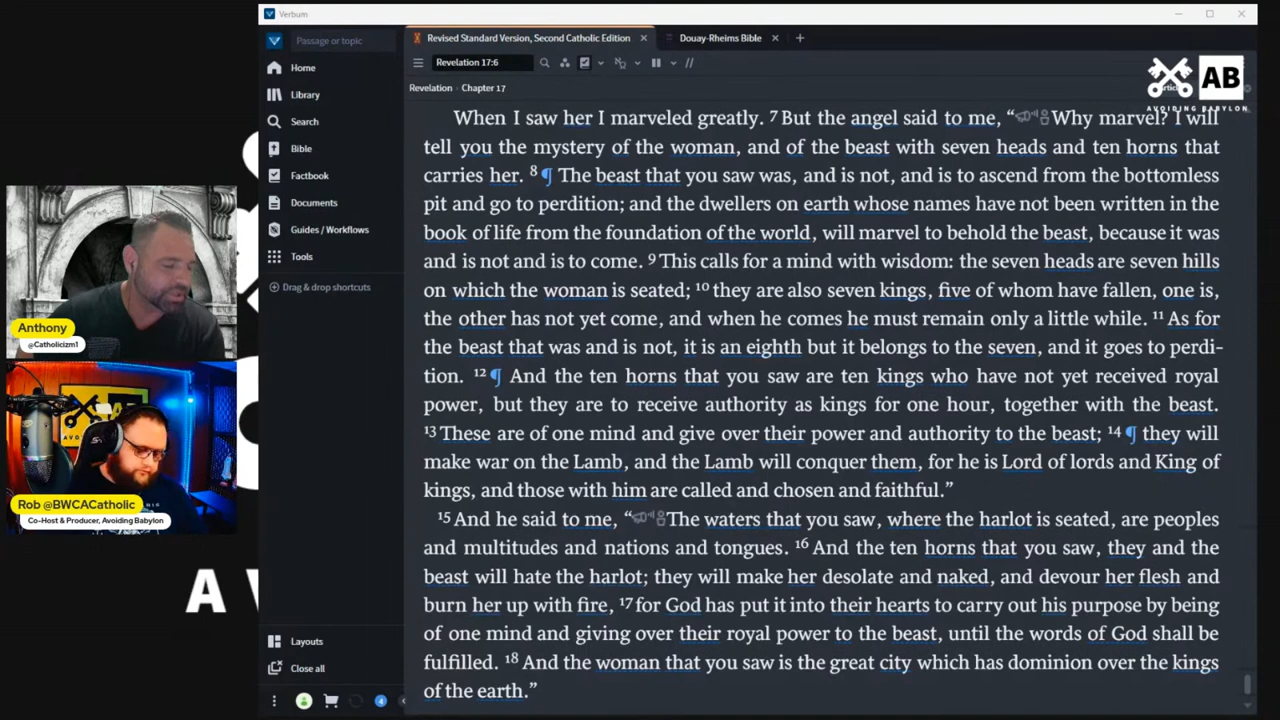 Verbum
Passage or topic
Home
Library
Search
Bible
Factbook
Documents
Guides / Workflows
Tools
Drag & drop shortcuts
Layouts
Close all
4
Revised Standard Version, Second Catholic Edition
Douay-Rheims Bible
Revelation 17:6
Revelation
Chapter 17
AB
AVOIDING BABYLON
When I saw her I marveled greatly. 7 But the angel said to me, “Why marvel? I will
tell you the mystery of the woman, and of the beast with seven heads and ten horns that
carries her. 8 ¶ The beast that you saw was, and is not, and is to ascend from the bottomless
pit and go to perdition; and the dwellers on earth whose names have not been written in the
book of life from the foundation of the world, will marvel to behold the beast, because it was
and is not and is to come. 9 This calls for a mind with wisdom: the seven heads are seven hills
on which the woman is seated; 10 they are also seven kings, five of whom have fallen, one is,
the other has not yet come, and when he comes he must remain only a little while. 11 As for
the beast that was and is not, it is an eighth but it belongs to the seven, and it goes to perdi-
tion. 12 ¶ And the ten horns that you saw are ten kings who have not yet received royal
power, but they are to receive authority as kings for one hour, together with the beast.
13 These are of one mind and give over their power and authority to the beast; 14 ¶ they will
make war on the Lamb, and the Lamb will conquer them, for he is Lord of lords and King of
kings, and those with him are called and chosen and faithful.”
15 And he said to me, “The waters that you saw, where the harlot is seated, are peoples
and multitudes and nations and tongues. 16 And the ten horns that you saw, they and the
beast will hate the harlot; they will make her desolate and naked, and devour her flesh and
burn her up with fire, 17 for God has put it into their hearts to carry out his purpose by being
of one mind and giving over their royal power to the beast, until the words of God shall be
fulfilled. 18 And the woman that you saw is the great city which has dominion over the kings
of the earth.”
Anthony
@Catholicizm1
Rob @BWCACatholic
Co-Host & Producer, Avoiding Babylon
A V